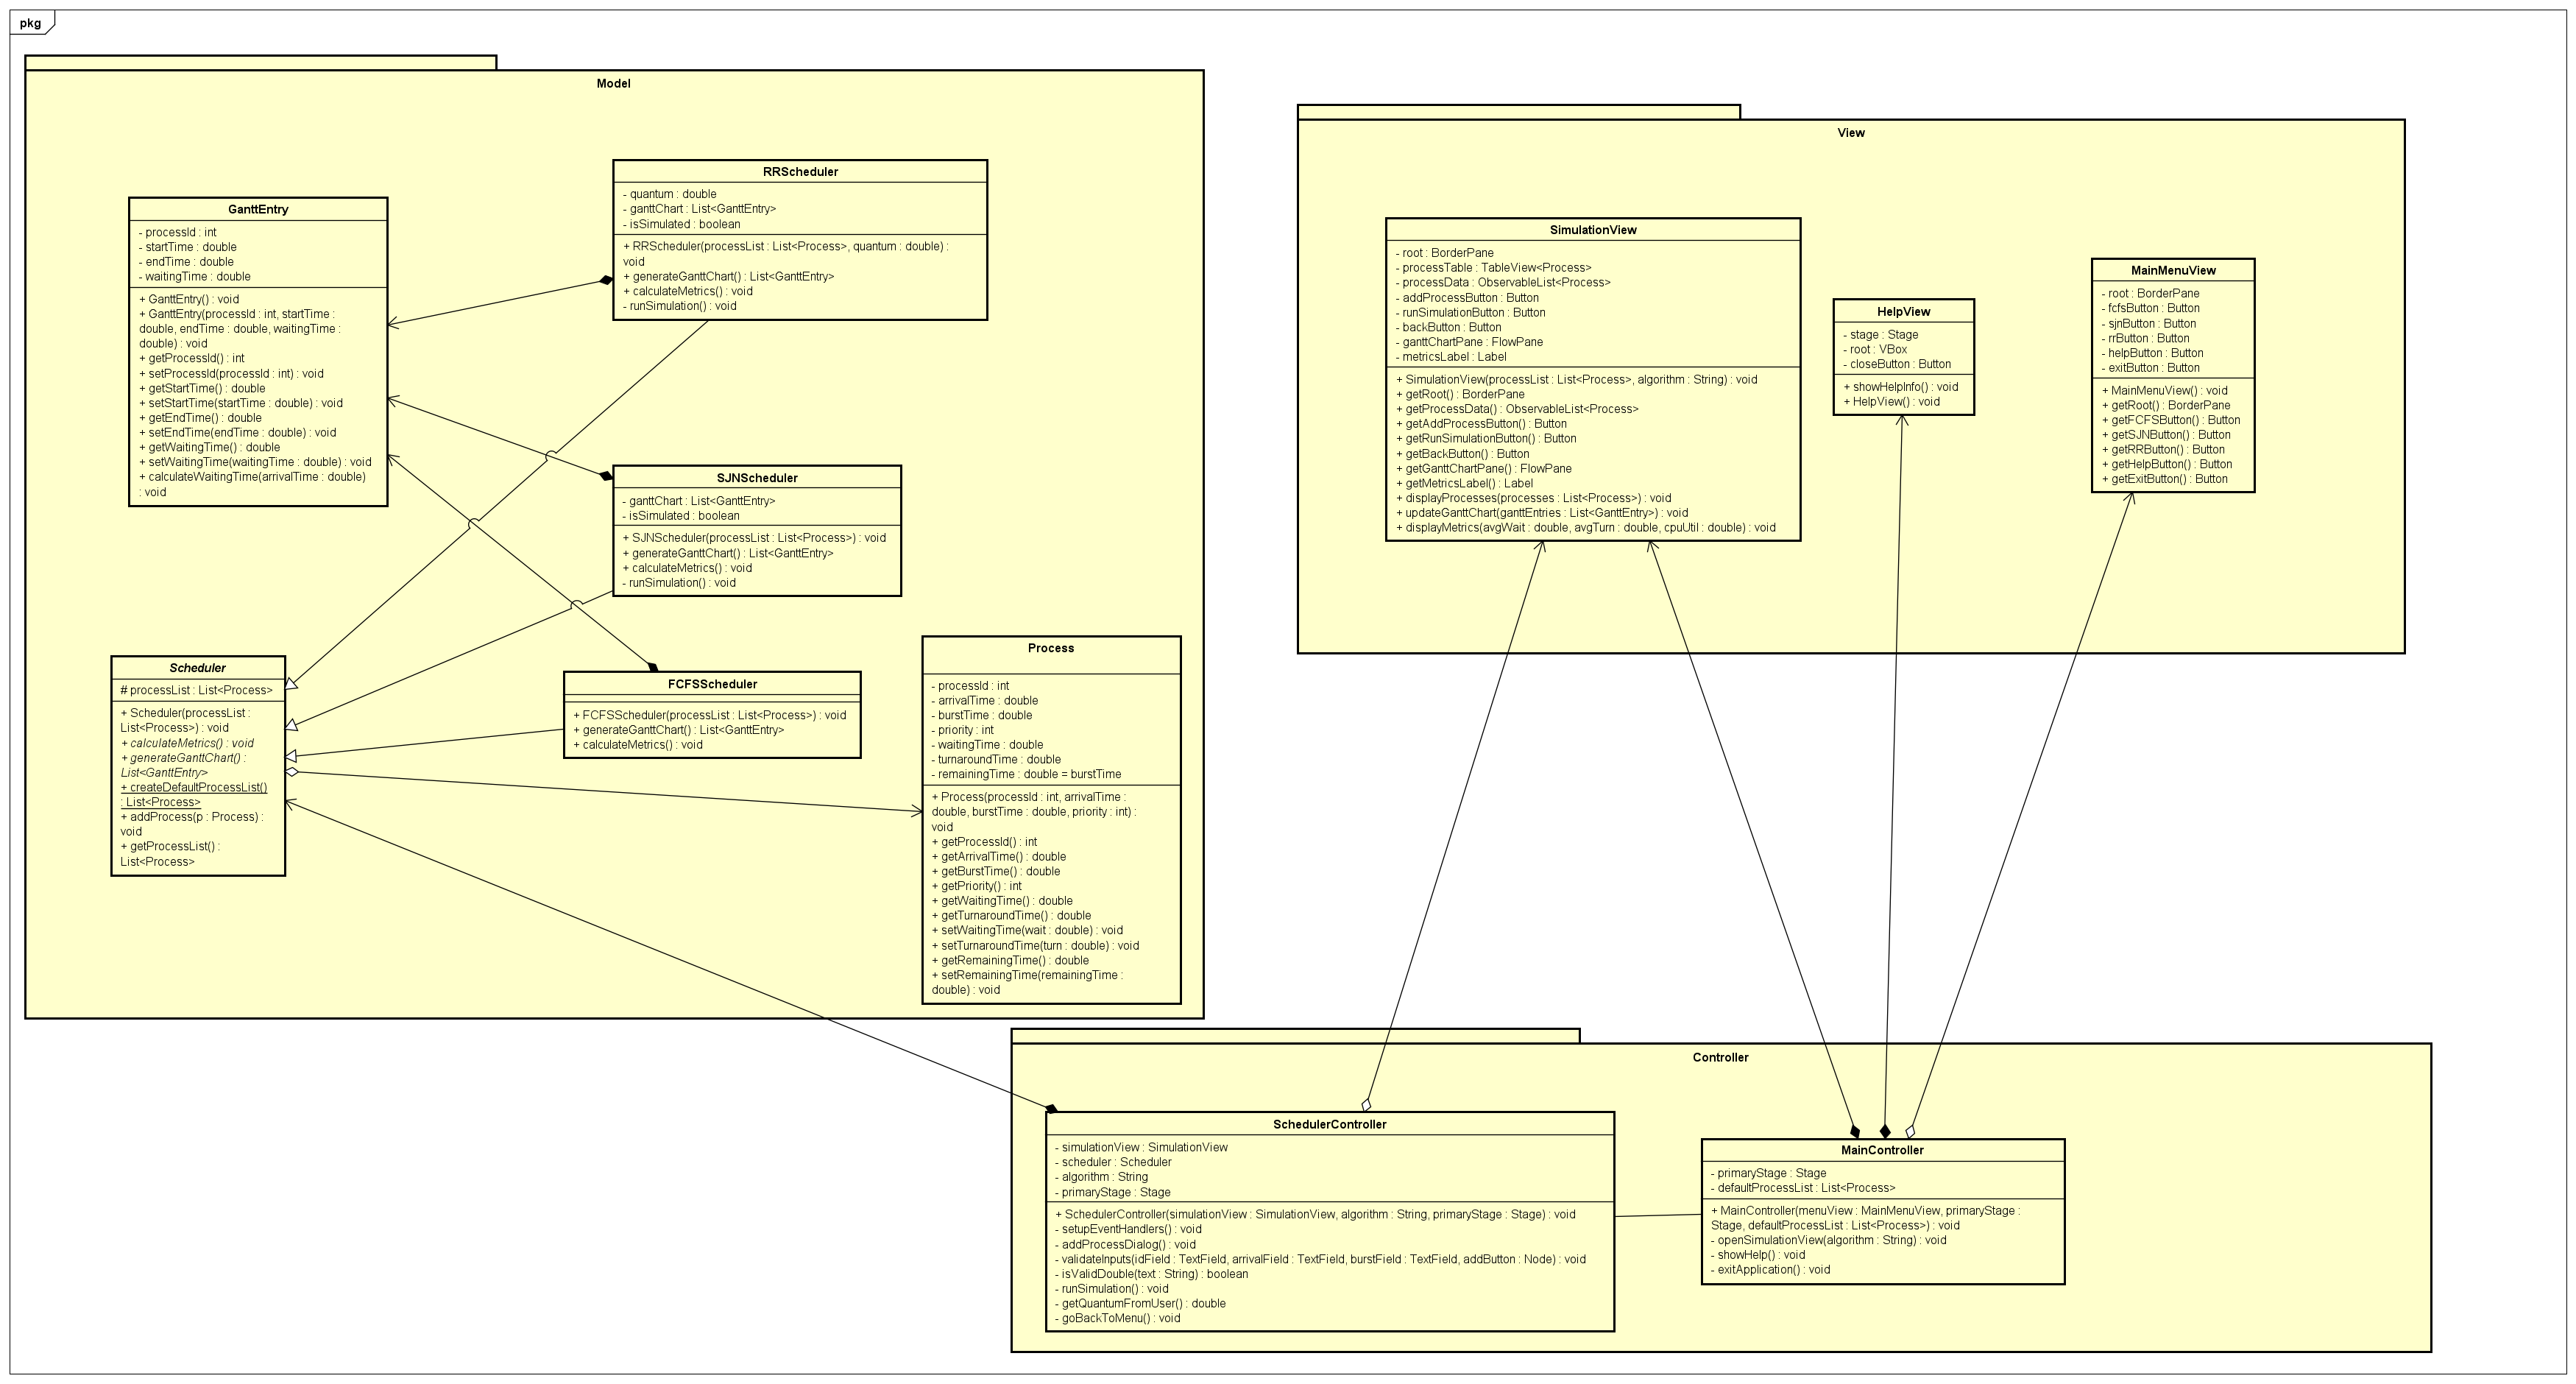 pkg
Model
GanttEntry
- processId : int
- startTime : double
- endTime : double
- waitingTime : double
+ GanttEntry() : void
+ GanttEntry(processId : int, startTime :
double, endTime : double, waitingTime :
double) : void
+ getProcessId() : int
+ setProcessId(processId : int) : void
+ getStartTime() : double
+ setStartTime(startTime : double) : void
+ getEndTime() : double
+ setEndTime(endTime : double) : void
+ getWaitingTime() : double
+ setWaitingTime(waitingTime : double) : void
+ calculateWaitingTime(arrivalTime : double)
: void
RRScheduler
- quantum : double
- ganttChart : List<GanttEntry>
- isSimulated : boolean
+ RRScheduler(processList : List<Process>, quantum : double) :
void
+ generateGanttChart() : List<GanttEntry>
+ calculateMetrics() : void
- runSimulation() : void
SJNScheduler
- ganttChart : List<GanttEntry>
- isSimulated : boolean
+ SJNScheduler(processList : List<Process>) : void
+ generateGanttChart() : List<GanttEntry>
+ calculateMetrics() : void
- runSimulation() : void
Scheduler
# processList : List<Process>
+ Scheduler(processList :
List<Process>) : void
+ calculateMetrics() : void
+ generateGanttChart() :
List<GanttEntry>
+ createDefaultProcessList()
: List<Process>
+ addProcess(p : Process) :
void
+ getProcessList() :
List<Process>
FCFSScheduler
+ FCFSScheduler(processList : List<Process>) : void
+ generateGanttChart() : List<GanttEntry>
+ calculateMetrics() : void
Process
- processId : int
- arrivalTime : double
- burstTime : double
- priority : int
- waitingTime : double
- turnaroundTime : double
- remainingTime : double = burstTime
+ Process(processId : int, arrivalTime :
double, burstTime : double, priority : int) :
void
+ getProcessId() : int
+ getArrivalTime() : double
+ getBurstTime() : double
+ getPriority() : int
+ getWaitingTime() : double
+ getTurnaroundTime() : double
+ setWaitingTime(wait : double) : void
+ setTurnaroundTime(turn : double) : void
+ getRemainingTime() : double
+ setRemainingTime(remainingTime :
double) : void
View
SimulationView
- root : BorderPane
- processTable : TableView<Process>
- processData : ObservableList<Process>
- addProcessButton : Button
- runSimulationButton : Button
- backButton : Button
- ganttChartPane : FlowPane
- metricsLabel : Label
+ SimulationView(processList : List<Process>, algorithm : String) : void
+ getRoot() : BorderPane
+ getProcessData() : ObservableList<Process>
+ getAddProcessButton() : Button
+ getRunSimulationButton() : Button
+ getBackButton() : Button
+ getGanttChartPane() : FlowPane
+ getMetricsLabel() : Label
+ displayProcesses(processes : List<Process>) : void
+ updateGanttChart(ganttEntries : List<GanttEntry>) : void
+ displayMetrics(avgWait : double, avgTurn : double, cpuUtil : double) : void
HelpView
- stage : Stage
- root : VBox
- closeButton : Button
+ showHelpInfo() : void
+ HelpView() : void
MainMenuView
- root : BorderPane
- fcfsButton : Button
- sjnButton : Button
- rrButton : Button
- helpButton : Button
- exitButton : Button
+ MainMenuView() : void
+ getRoot() : BorderPane
+ getFCFSButton() : Button
+ getSJNButton() : Button
+ getRRButton() : Button
+ getHelpButton() : Button
+ getExitButton() : Button
Controller
SchedulerController
- simulationView : SimulationView
- scheduler : Scheduler
- algorithm : String
- primaryStage : Stage
+ SchedulerController(simulationView : SimulationView, algorithm : String, primaryStage : Stage) : void
- setupEventHandlers() : void
- addProcessDialog() : void
- validateInputs(idField : TextField, arrivalField : TextField, burstField : TextField, addButton : Node) : void
- isValidDouble(text : String) : boolean
- runSimulation() : void
- getQuantumFromUser() : double
- goBackToMenu() : void
MainController
- primaryStage : Stage
- defaultProcessList : List<Process>
+ MainController(menuView : MainMenuView, primaryStage :
Stage, defaultProcessList : List<Process>) : void
- openSimulationView(algorithm : String) : void
- showHelp() : void
- exitApplication() : void